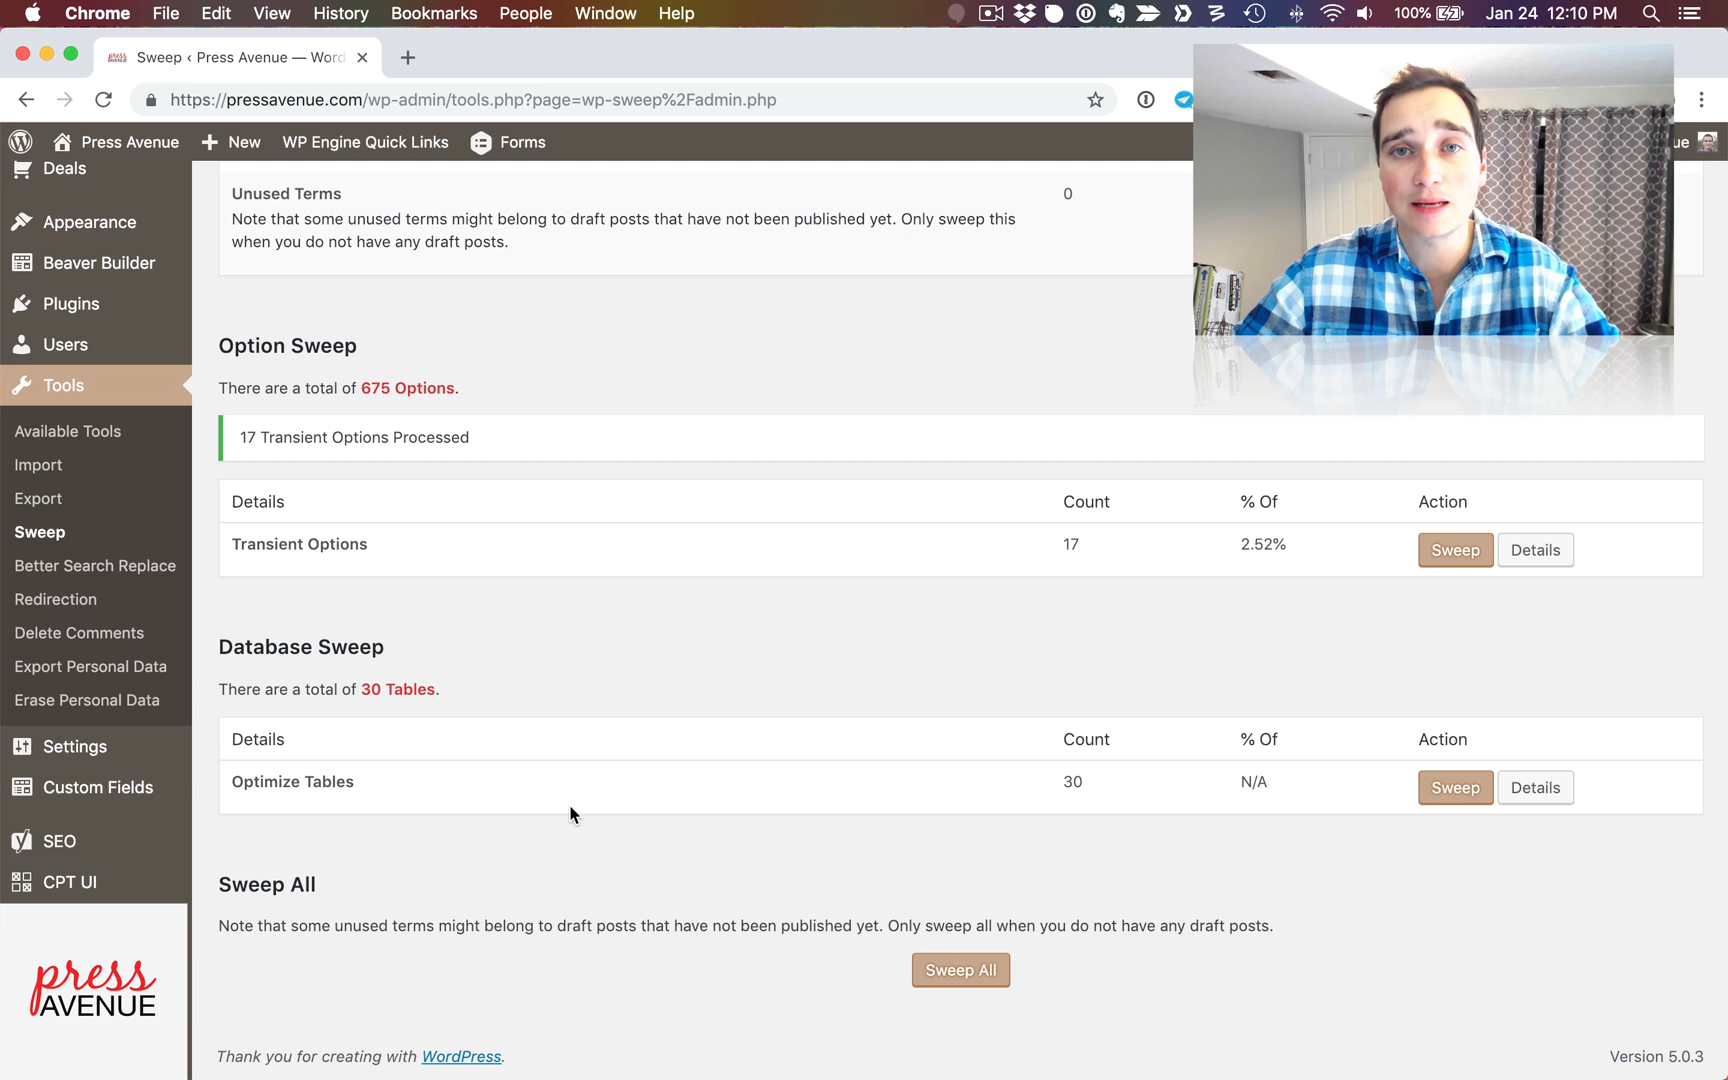 Chrome File Edit View History Bookmarks People Window Help 100% Jan 24 12:10 PM
Sweep ‹ Press Avenue — Word
https://pressavenue.com/wp-admin/tools.php?page=wp-sweep%2Fadmin.php
Press Avenue New WP Engine Quick Links Forms ue
Deals
Appearance
Beaver Builder
Plugins
Users
Tools
Available Tools
Import
Export
Sweep
Better Search Replace
Redirection
Delete Comments
Export Personal Data
Erase Personal Data
Settings
Custom Fields
SEO
CPT UI
press
AVENUE
Unused Terms 0
Note that some unused terms might belong to draft posts that have not been published yet. Only sweep this
when you do not have any draft posts.
Option Sweep
There are a total of 675 Options.
17 Transient Options Processed
Details Count % Of Action
Transient Options 17 2.52% Sweep Details
Database Sweep
There are a total of 30 Tables.
Details Count % Of Action
Optimize Tables 30 N/A Sweep Details
Sweep All
Note that some unused terms might belong to draft posts that have not been published yet. Only sweep all when you do not have any draft posts.
Sweep All
Thank you for creating with WordPress. Version 5.0.3